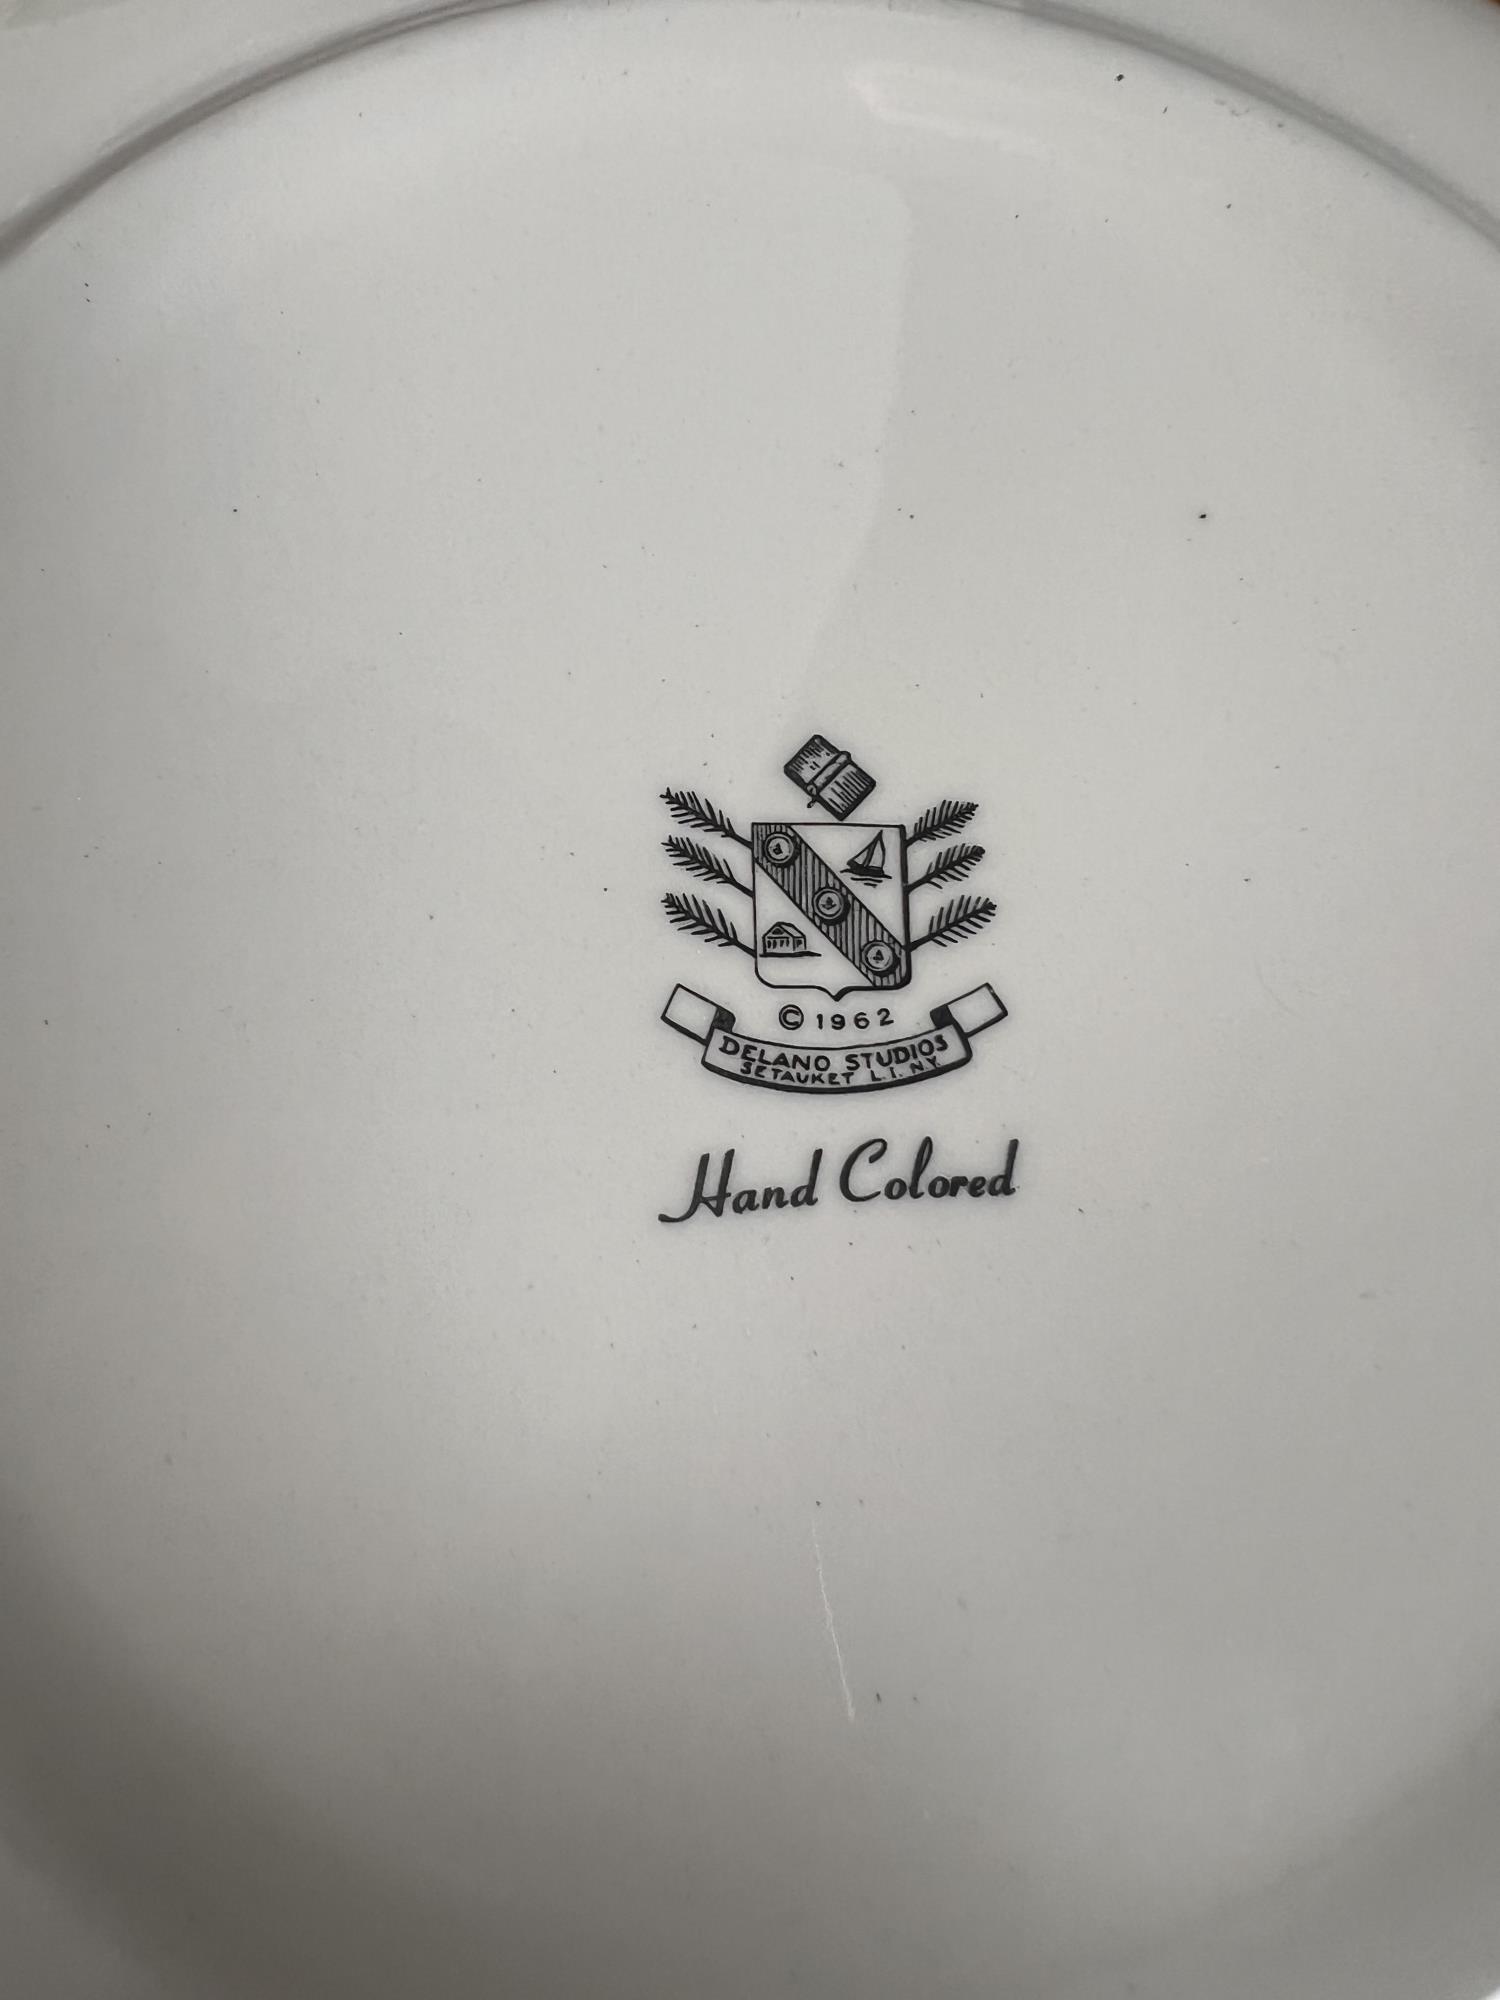 © 1962
DELANO STUDIOS
SETAUKET L.I. N.Y.
Hand Colored